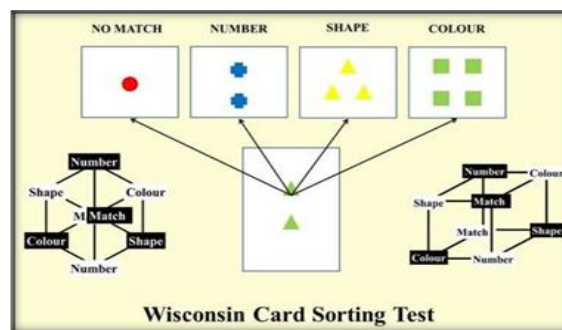 NO MATCH
NUMBER
SHAPE
COLOUR
Number
Shape
Colour
Match
Colour
Shape
Number
Number
Colour
Shape
Match
Match
Shape
Colour
Number
Wisconsin Card Sorting Test